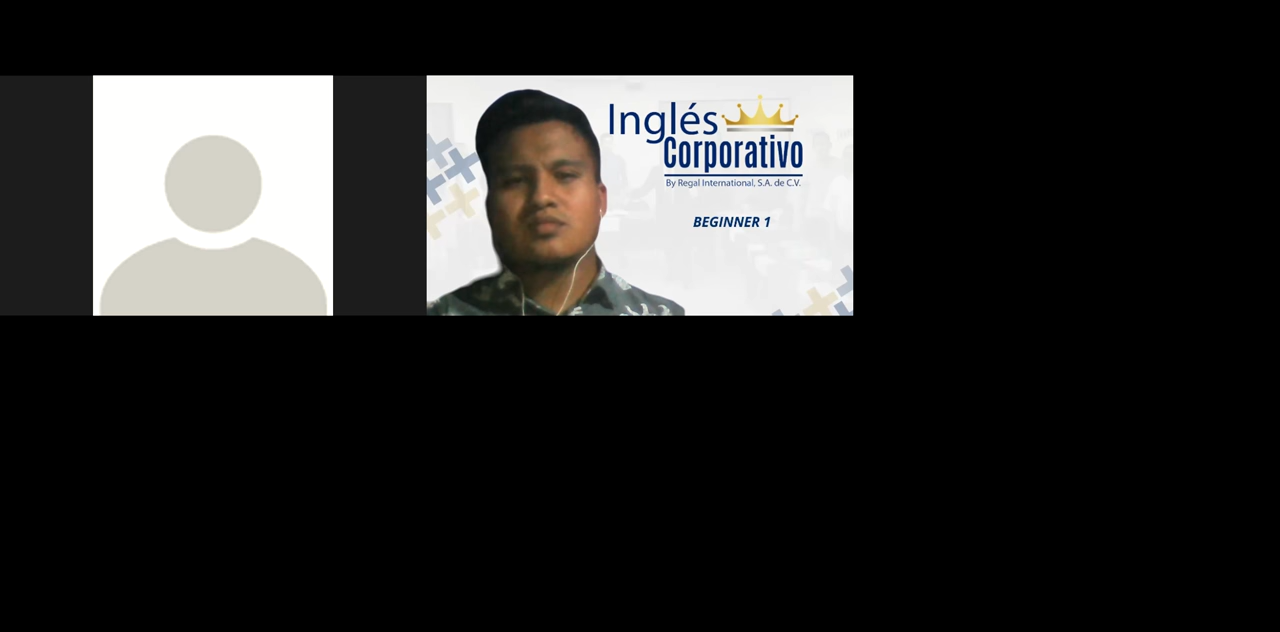 Inglés
Corporativo
By Regal International, S.A. de C.V.
BEGINNER 1